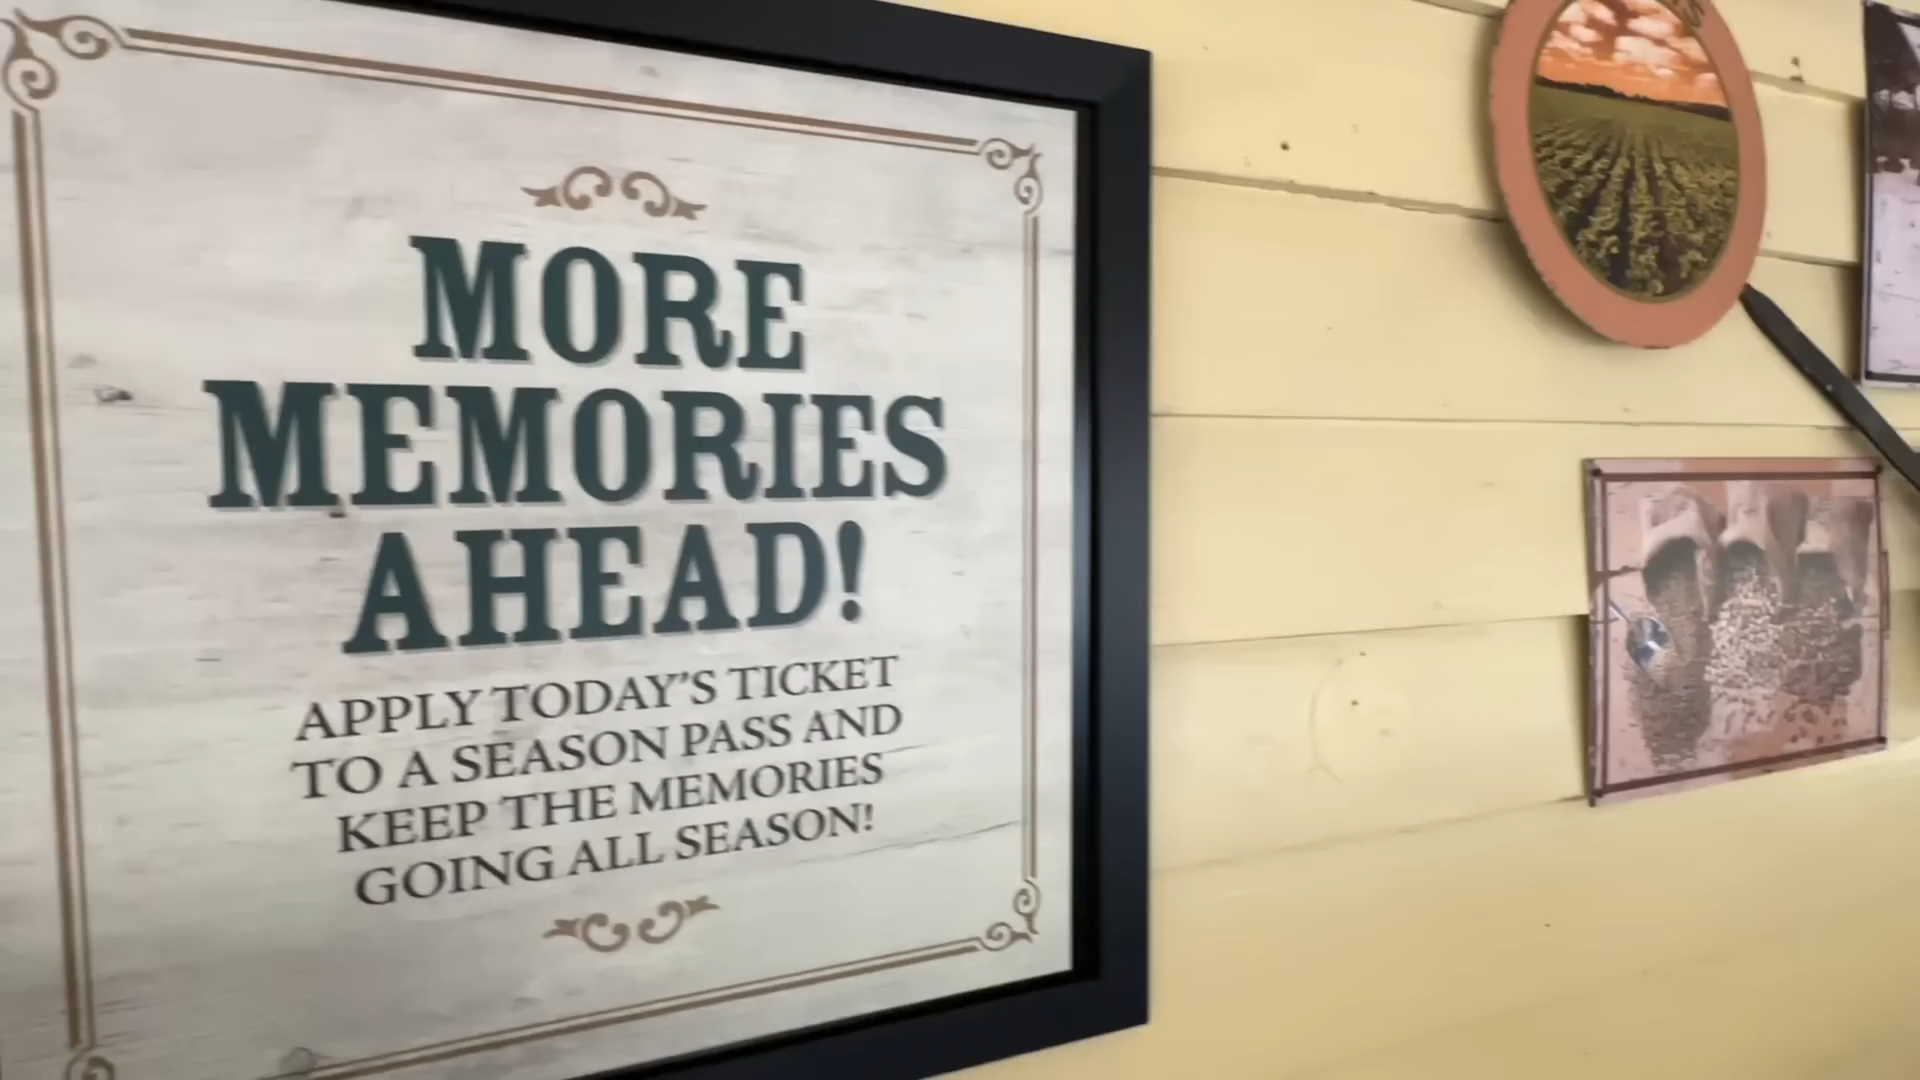 MORE
MEMORIES
AHEAD!
APPLY TODAY'S TICKET
TO A SEASON PASS AND
KEEP THE MEMORIES
GOING ALL SEASON!